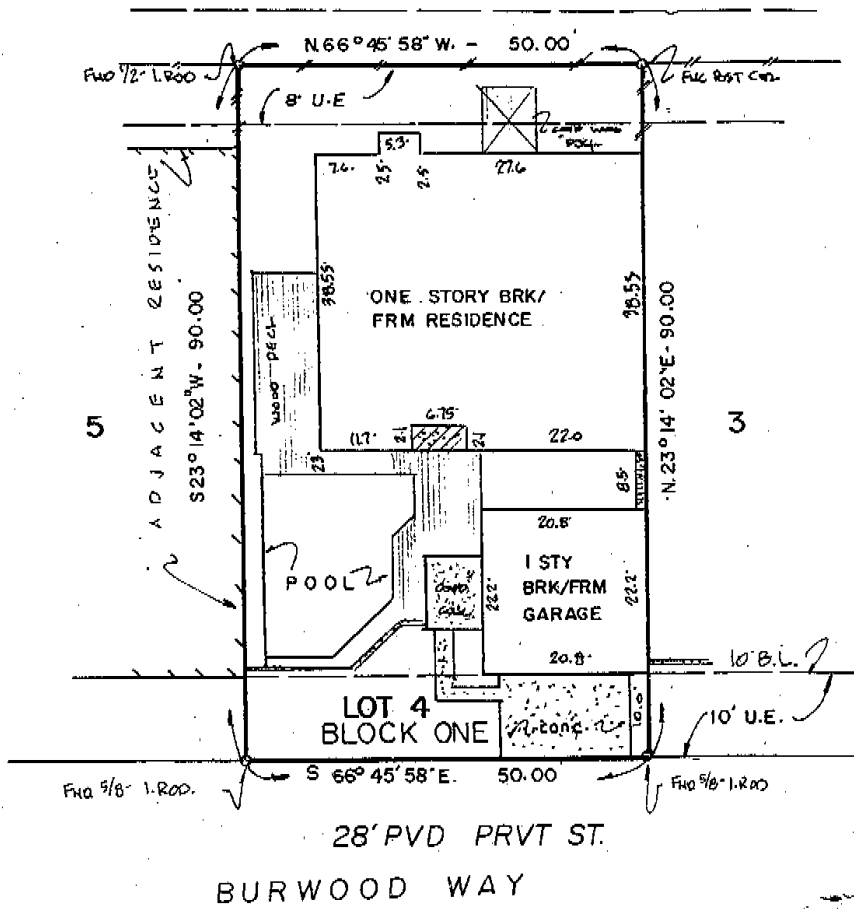 N.66°45'58"W. - 50.00'
FND 1/2" I.ROD
FNC POST COR.
8' U.E
5.3'
7.6
2.5
2.5
27.6
ADJACENT RESIDENCE
S23°14'02"W - 90.00
38.55
ONE STORY BRK/
FRM RESIDENCE
38.55
N.23°14'02"E - 90.00
WOOD DECK
5
3
6.75
11.7
2.1
2.1
22.0
23
8.5
20.8'
POOL
1 STY
BRK/FRM
GARAGE
22.2'
22.2'
20.8'
10' B.L.
LOT 4
BLOCK ONE
conc.
10.0'
10' U.E.
S 66° 45' 58" E. 50.00
FND 5/8" I.ROD.
FND 5/8" I.ROD
28' PVD PRVT ST.
BURWOOD WAY